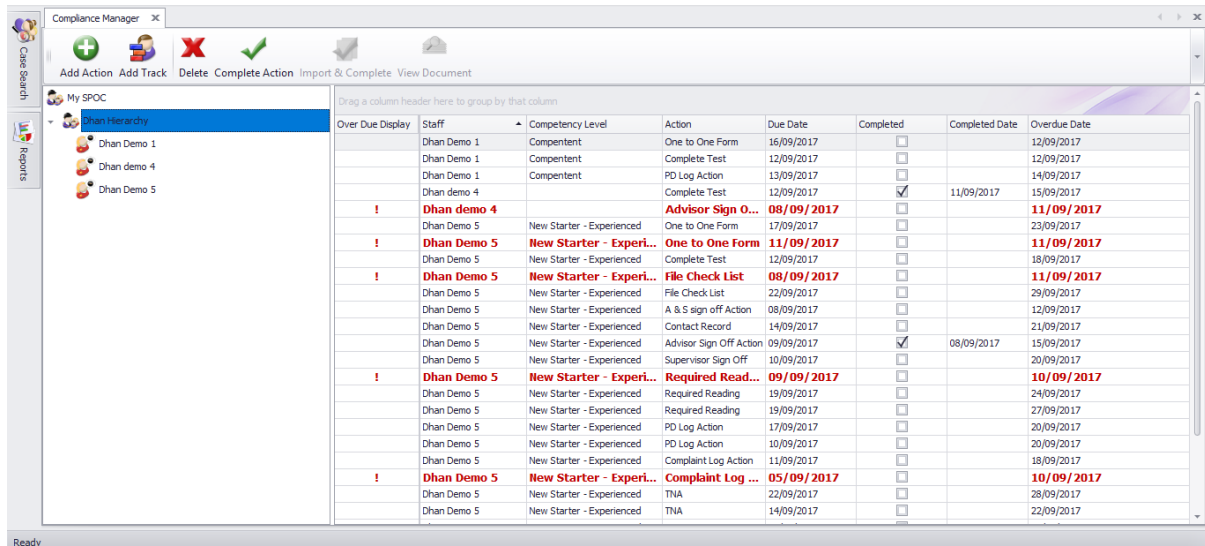 Compliance Manager
Case Search
Reports
Add Action Add Track Delete Complete Action Import & Complete View Document
My SPOC
Dhan Hierarchy
Dhan Demo 1
Dhan demo 4
Dhan Demo 5
Drag a column header here to group by that column
Over Due Display Staff Competency Level Action Due Date Completed Completed Date Overdue Date
Dhan Demo 1 Compentent One to One Form 16/09/2017 12/09/2017
Dhan Demo 1 Compentent Complete Test 12/09/2017 12/09/2017
Dhan Demo 1 Compentent PD Log Action 13/09/2017 14/09/2017
Dhan demo 4 Complete Test 12/09/2017 11/09/2017 15/09/2017
! Dhan demo 4 Advisor Sign O... 08/09/2017 11/09/2017
Dhan Demo 5 New Starter - Experienced One to One Form 17/09/2017 23/09/2017
! Dhan Demo 5 New Starter - Experi... One to One Form 11/09/2017 11/09/2017
Dhan Demo 5 New Starter - Experienced Complete Test 12/09/2017 18/09/2017
! Dhan Demo 5 New Starter - Experi... File Check List 08/09/2017 11/09/2017
Dhan Demo 5 New Starter - Experienced File Check List 22/09/2017 29/09/2017
Dhan Demo 5 New Starter - Experienced A & S sign off Action 08/09/2017 12/09/2017
Dhan Demo 5 New Starter - Experienced Contact Record 14/09/2017 21/09/2017
Dhan Demo 5 New Starter - Experienced Advisor Sign Off Action 09/09/2017 08/09/2017 15/09/2017
Dhan Demo 5 New Starter - Experienced Supervisor Sign Off 10/09/2017 20/09/2017
! Dhan Demo 5 New Starter - Experi... Required Read... 09/09/2017 10/09/2017
Dhan Demo 5 New Starter - Experienced Required Reading 19/09/2017 24/09/2017
Dhan Demo 5 New Starter - Experienced Required Reading 19/09/2017 27/09/2017
Dhan Demo 5 New Starter - Experienced PD Log Action 17/09/2017 20/09/2017
Dhan Demo 5 New Starter - Experienced PD Log Action 10/09/2017 20/09/2017
Dhan Demo 5 New Starter - Experienced Complaint Log Action 11/09/2017 18/09/2017
! Dhan Demo 5 New Starter - Experi... Complaint Log ... 05/09/2017 10/09/2017
Dhan Demo 5 New Starter - Experienced TNA 22/09/2017 28/09/2017
Dhan Demo 5 New Starter - Experienced TNA 14/09/2017 22/09/2017
Ready